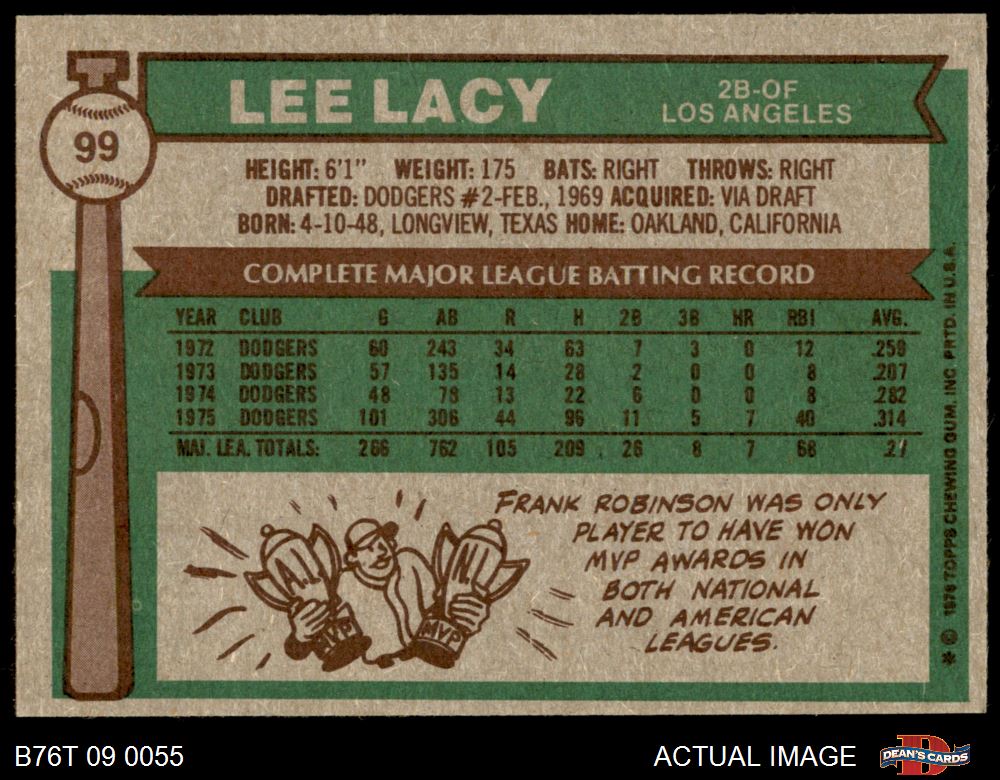 99
LEE LACY
2B-OF
LOS ANGELES
HEIGHT: 6'1" WEIGHT: 175 BATS: RIGHT THROWS: RIGHT
DRAFTED: DODGERS #2-FEB., 1969 ACQUIRED: VIA DRAFT
BORN: 4-10-48, LONGVIEW, TEXAS HOME: OAKLAND, CALIFORNIA
COMPLETE MAJOR LEAGUE BATTING RECORD
YEAR CLUB G AB R H 2B 3B HR RBI AVG.
1972 DODGERS 60 243 34 63 7 3 0 12 .259
1973 DODGERS 57 135 14 28 2 0 0 8 .207
1974 DODGERS 48 78 13 22 6 0 0 8 .282
1975 DODGERS 101 306 44 96 11 5 7 40 .314
MAJ. LEA. TOTALS: 266 762 105 209 26 8 7 68 .27
FRANK ROBINSON WAS ONLY
PLAYER TO HAVE WON
MVP AWARDS IN
BOTH NATIONAL
AND AMERICAN
LEAGUES.
A.L.
N.L.
MVP
MVP
* © 1976 TOPPS CHEWING GUM, INC. PRTD. IN U.S.A.
B76T 09 0055
ACTUAL IMAGE
DEAN'S CARDS